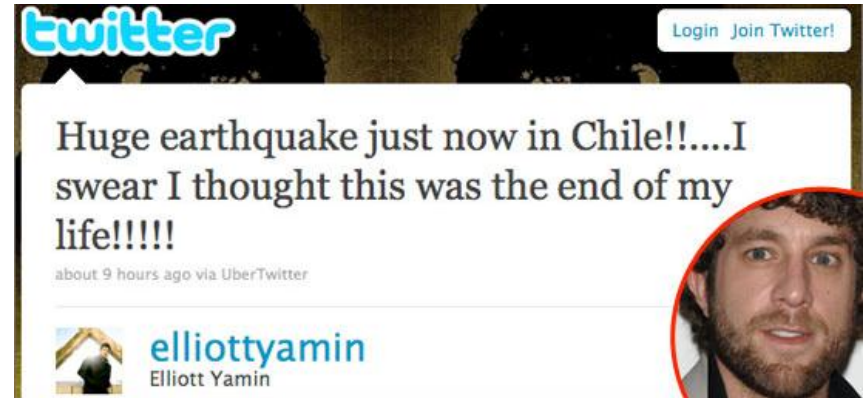 twitter
Login Join Twitter!
Huge earthquake just now in Chile!!....I
swear I thought this was the end of my
life!!!!!
about 9 hours ago via UberTwitter
elliottyamin
Elliott Yamin